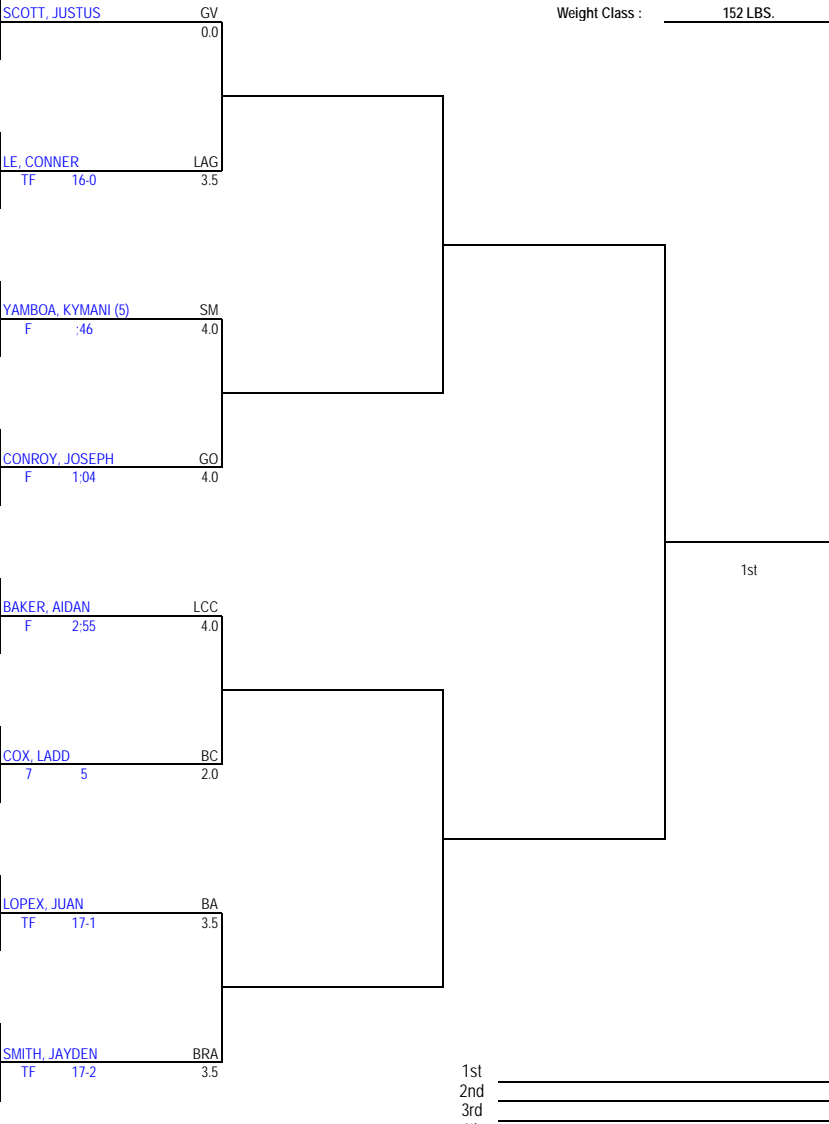 SCOTT, JUSTUS GV Weight Class : 152 LBS.
0.0
LE, CONNER LAG
TF 16-0 3.5
YAMBOA, KYMANI (5) SM
F ;46 4.0
CONROY, JOSEPH GO
F 1;04 4.0
1st
BAKER, AIDAN LCC
F 2;55 4.0
COX, LADD BC
7 5 2.0
LOPEX, JUAN BA
TF 17-1 3.5
SMITH, JAYDEN BRA
TF 17-2 3.5
1st
2nd
3rd